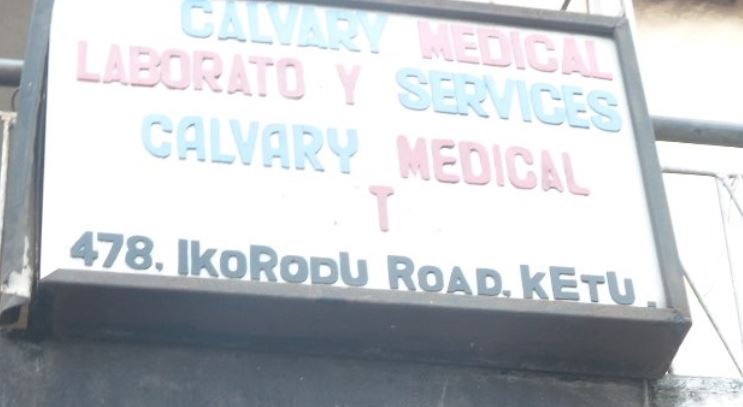 CALVARY MEDICAL
LABORATO Y SERVICES
CALVARY MEDICAL
T
478, IKORODU ROAD, KETU.